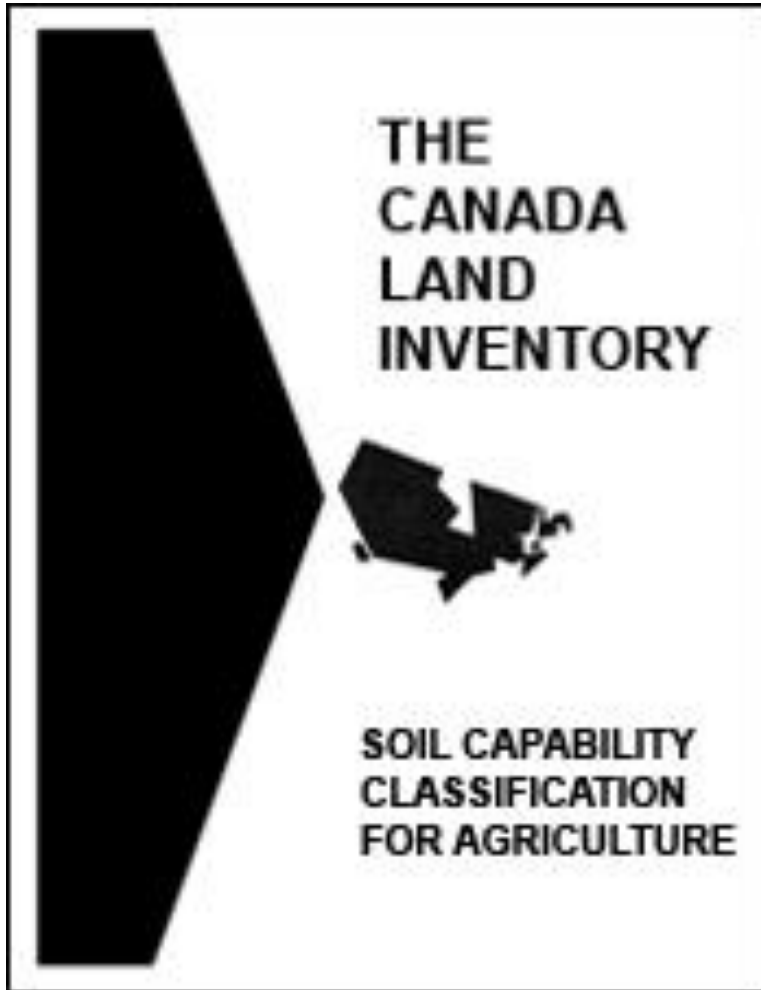 THE
CANADA
LAND
INVENTORY
SOIL CAPABILITY
CLASSIFICATION
FOR AGRICULTURE